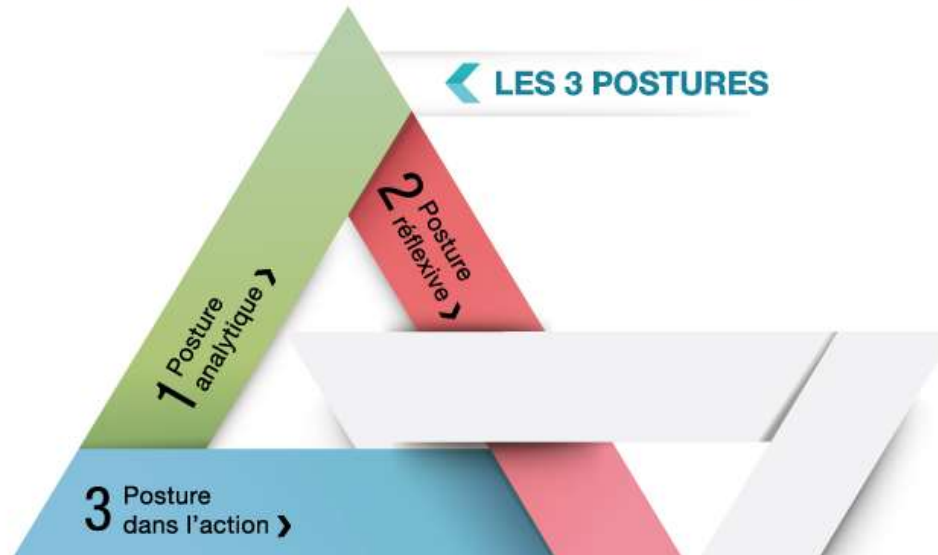 LES 3 POSTURES
1 Posture
analytique
2 Posture
réflexive
3 Posture
dans l'action